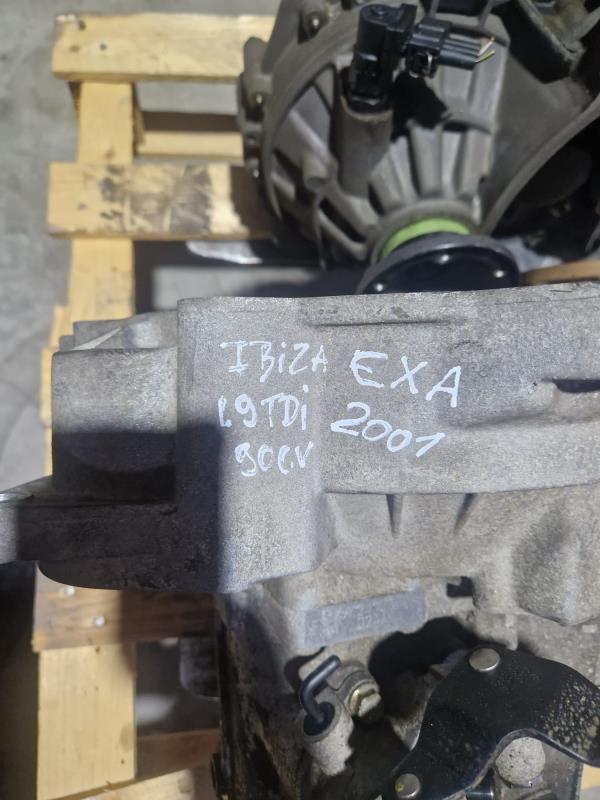 IBiZA EXA
1.9TDi 2001
90C.V